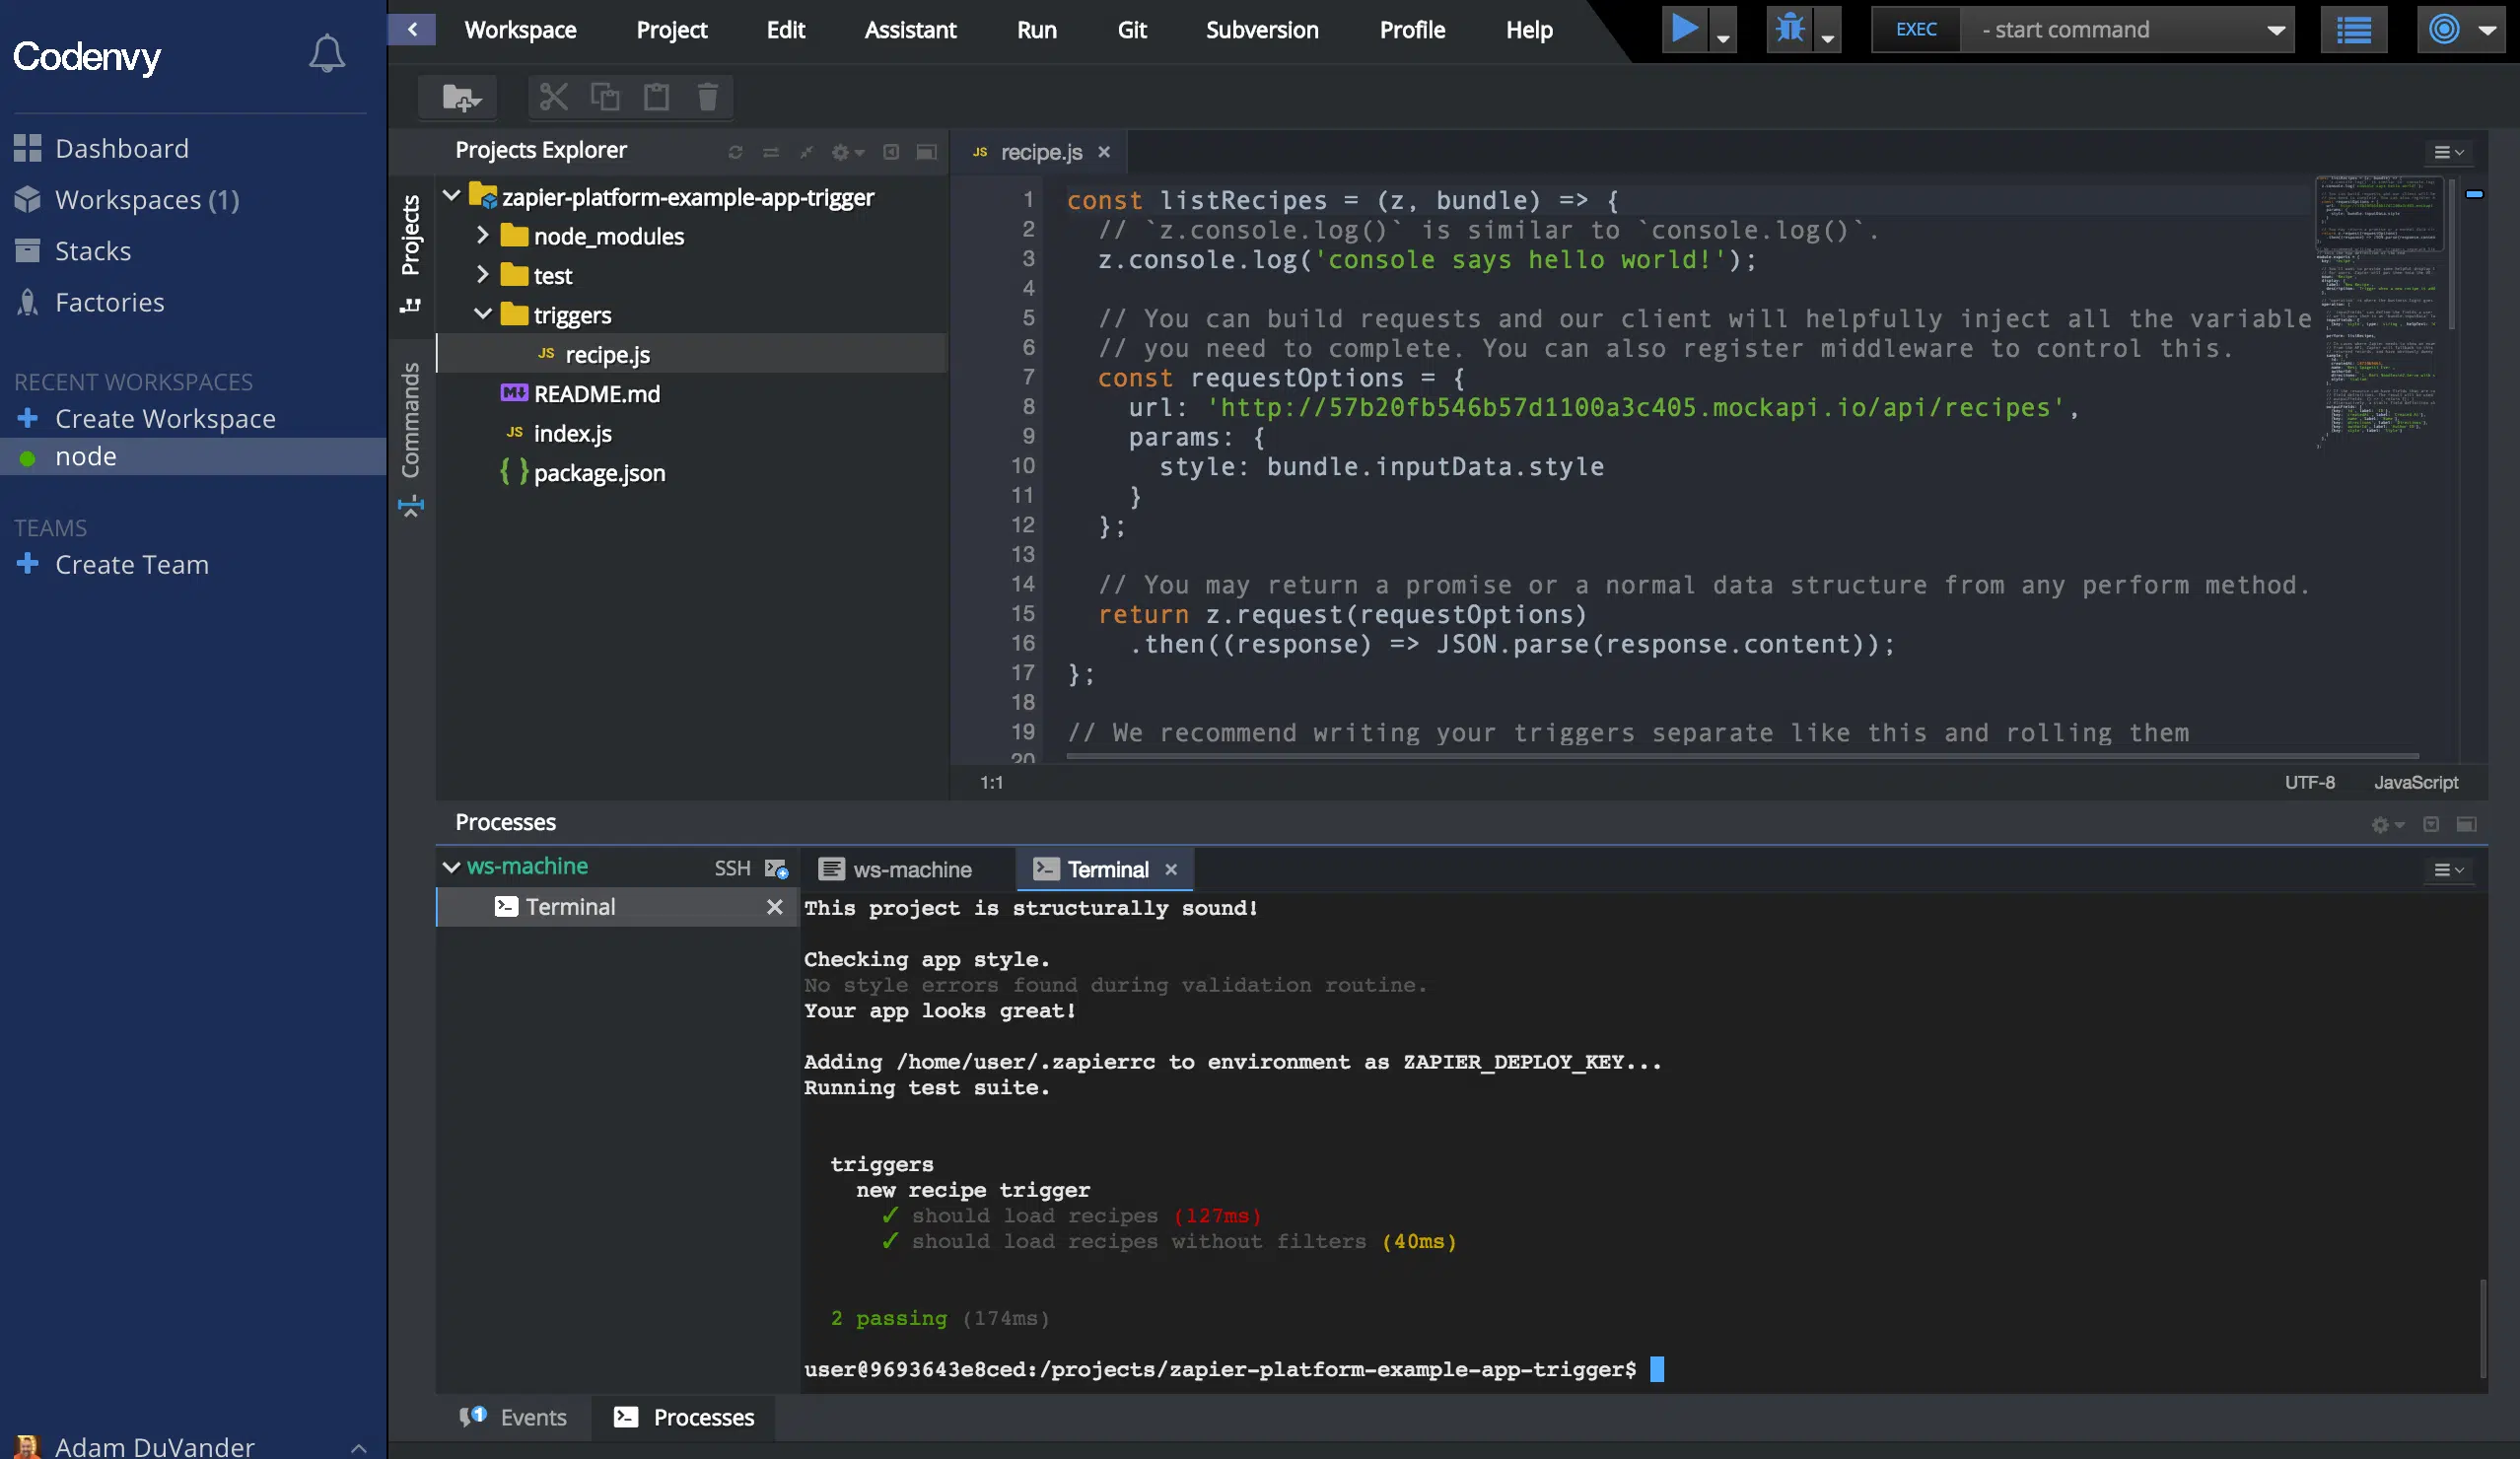 Codenvy
Dashboard
Workspaces (1)
Stacks
Factories
RECENT WORKSPACES
Create Workspace
node
TEAMS
Create Team
Adam DuVander
Workspace Project Edit Assistant Run Git Subversion Profile Help
EXEC - start command
Projects
Commands
Projects Explorer
zapier-platform-example-app-trigger
node_modules
test
triggers
JS recipe.js
M README.md
JS index.js
{ } package.json
JS recipe.js
1 const listRecipes = (z, bundle) => {
2 // `z.console.log()` is similar to `console.log()`.
3 z.console.log('console says hello world!');
4
5 // You can build requests and our client will helpfully inject all the variable
6 // you need to complete. You can also register middleware to control this.
7 const requestOptions = {
8 url: 'http://57b20fb546b57d1100a3c405.mockapi.io/api/recipes',
9 params: {
10 style: bundle.inputData.style
11 }
12 };
13
14 // You may return a promise or a normal data structure from any perform method.
15 return z.request(requestOptions)
16 .then((response) => JSON.parse(response.content));
17 };
18
19 // We recommend writing your triggers separate like this and rolling them
20
1:1 UTF-8 JavaScript
Processes
ws-machine SSH
Terminal
ws-machine Terminal
This project is structurally sound!
Checking app style.
No style errors found during validation routine.
Your app looks great!
Adding /home/user/.zapierrc to environment as ZAPIER_DEPLOY_KEY...
Running test suite.
triggers
new recipe trigger
✓ should load recipes (127ms)
✓ should load recipes without filters (40ms)
2 passing (174ms)
user@9693643e8ced:/projects/zapier-platform-example-app-trigger$
1 Events Processes